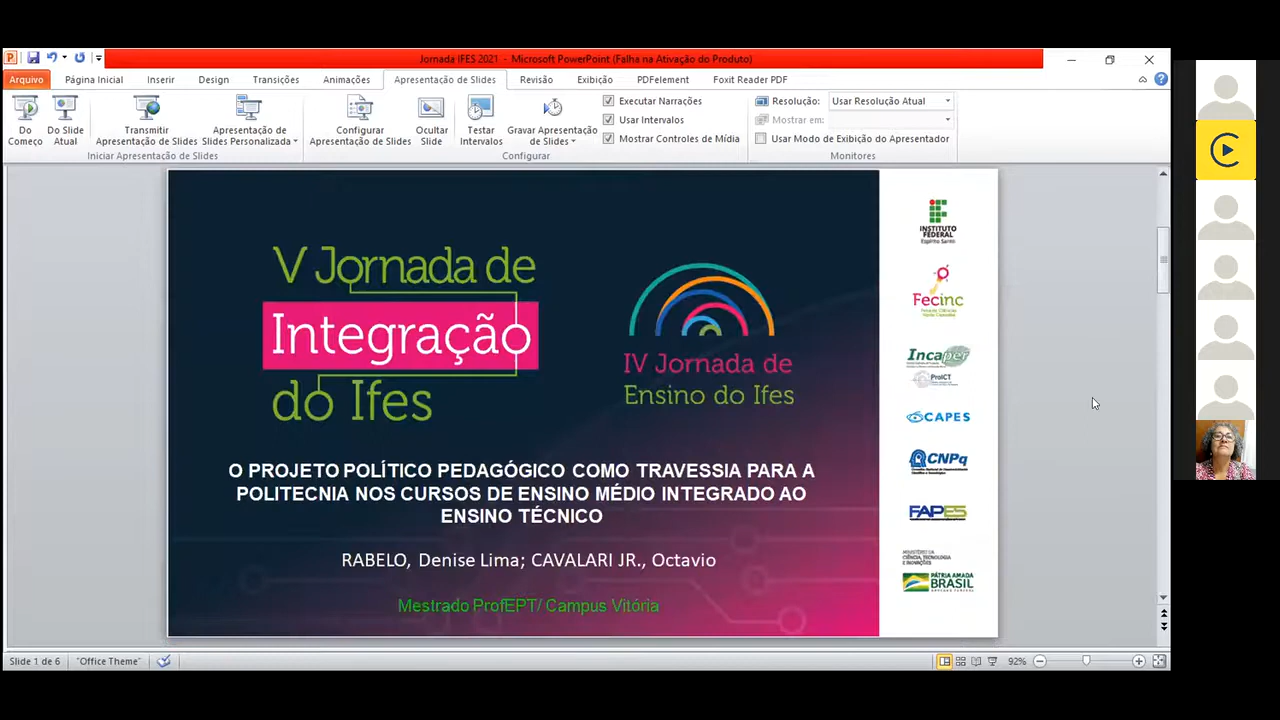 Jornada IFES 2021 - Microsoft PowerPoint (Falha na Ativação do Produto)
Arquivo Página Inicial Inserir Design Transições Animações Apresentação de Slides Revisão Exibição PDFelement Foxit Reader PDF
Do Começo
Do Slide Atual
Transmitir Apresentação de Slides
Apresentação de Slides Personalizada
Iniciar Apresentação de Slides
Configurar Apresentação de Slides
Ocultar Slide
Testar Intervalos
Gravar Apresentação de Slides
Executar Narrações
Usar Intervalos
Mostrar Controles de Mídia
Configurar
Resolução: Usar Resolução Atual
Mostrar em:
Usar Modo de Exibição do Apresentador
Monitores
V Jornada de
Integração
do Ifes
IV Jornada de
Ensino do Ifes
O PROJETO POLÍTICO PEDAGÓGICO COMO TRAVESSIA PARA A
POLITECNIA NOS CURSOS DE ENSINO MÉDIO INTEGRADO AO
ENSINO TÉCNICO
RABELO, Denise Lima; CAVALARI JR., Octavio
Mestrado ProfEPT/ Campus Vitória
INSTITUTO
FEDERAL
Espírito Santo
Fecinc
Incaper
ProICT
CAPES
CNPq
FAPES
MINISTÉRIO DA
CIÊNCIA, TECNOLOGIA
E INOVAÇÕES
PÁTRIA AMADA
BRASIL
Slide 1 de 6 "Office Theme" 92%